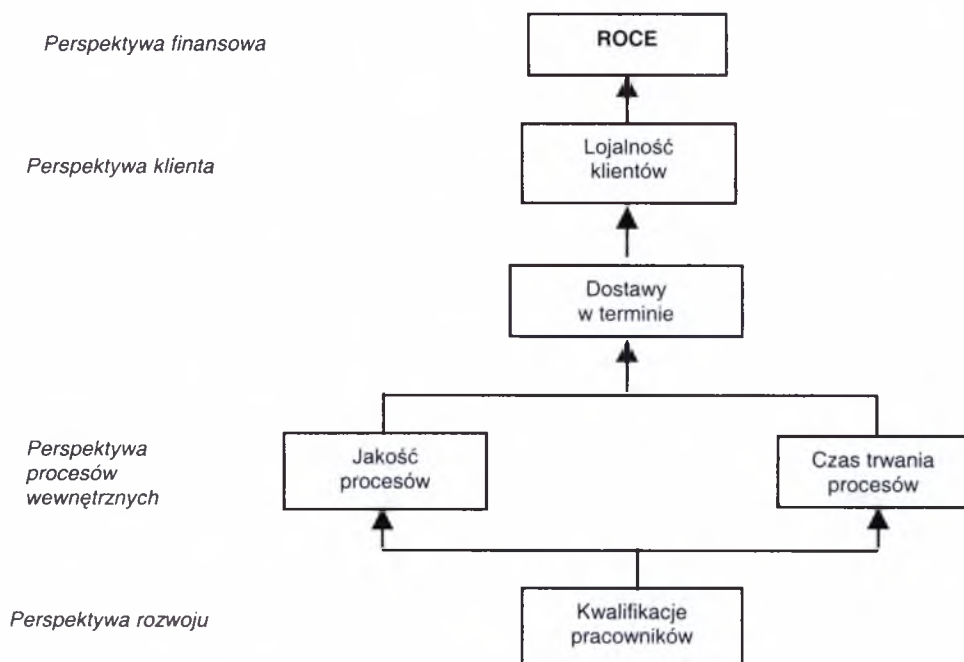 Perspektywa finansowa
ROCE
Perspektywa klienta
Lojalność
klientów
Dostawy
w terminie
Perspektywa
procesów
wewnętrznych
Jakość
procesów
Czas trwania
procesów
Perspektywa rozwoju
Kwalifikacje
pracowników